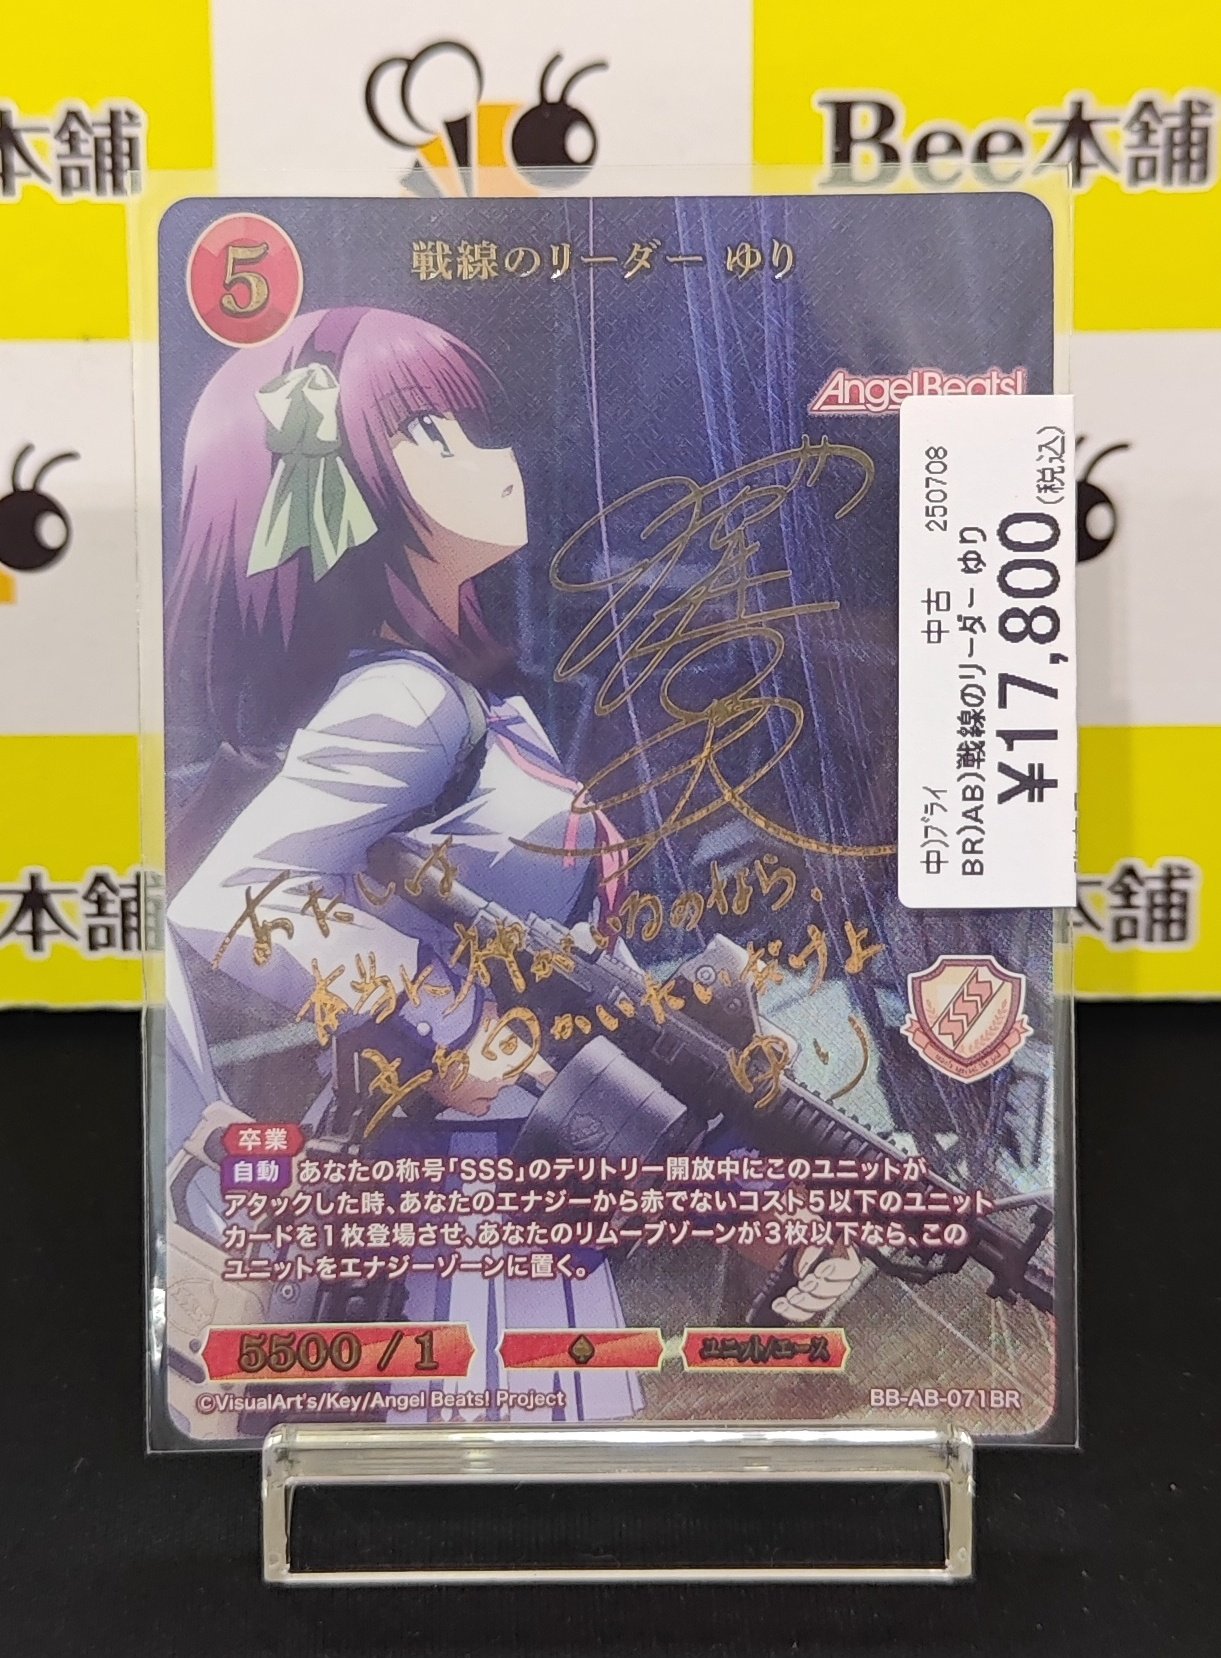 本舗
Bee本舗
5
戦線のリーダー ゆり
Angel Beats!
中)ブライ 中古 250708
BR)AB)戦線のリーダー ゆり
¥17,800(税込)
本舗
本舗
あたしは
本当に神がいるのなら、
立ち向かいたいだけよ
ゆり
卒業
自動 あなたの称号「SSS」のテリトリー開放中にこのユニットが
アタックした時、あなたのエナジーから赤でないコスト5以下のユニット
カードを1枚登場させ、あなたのリムーブゾーンが3枚以下なら、この
ユニットをエナジーゾーンに置く。
5500 / 1
ユニット/エース
©VisualArt's/Key/Angel Beats! Project
BB-AB-071BR